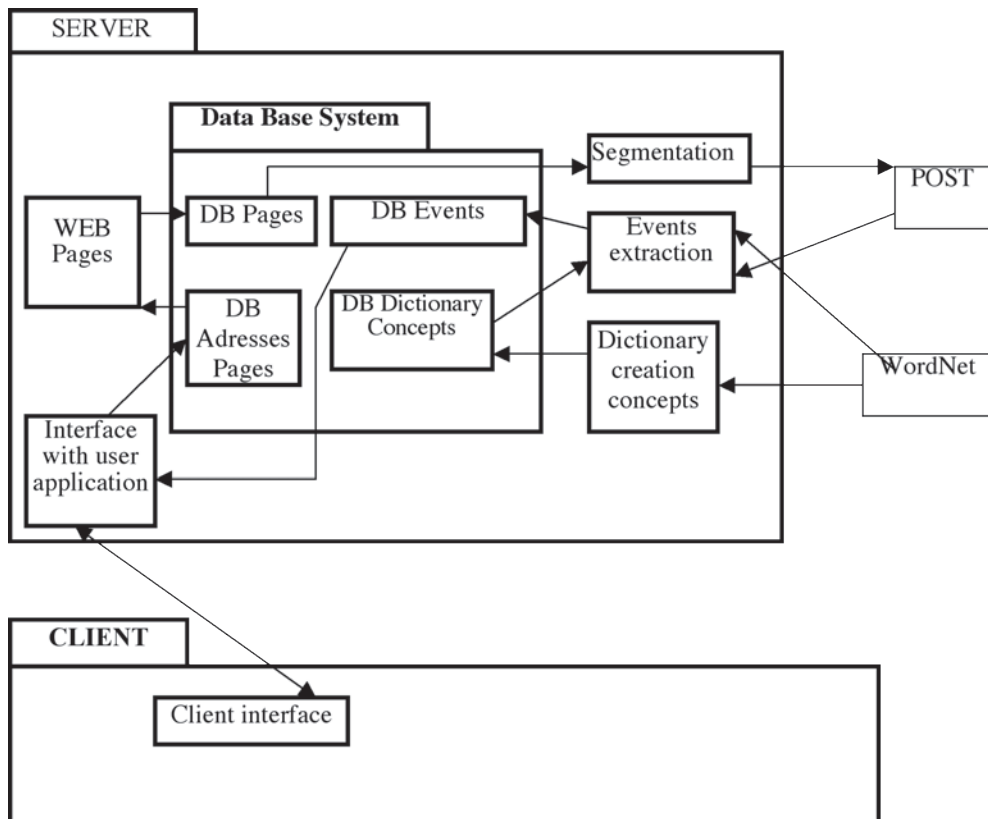 SERVER
Data Base System
Segmentation
POST
DB Pages
DB Events
WEB
Pages
Events
extraction
DB
Adresses
Pages
DB Dictionary
Concepts
Dictionary
creation
concepts
WordNet
Interface
with user
application
CLIENT
Client interface